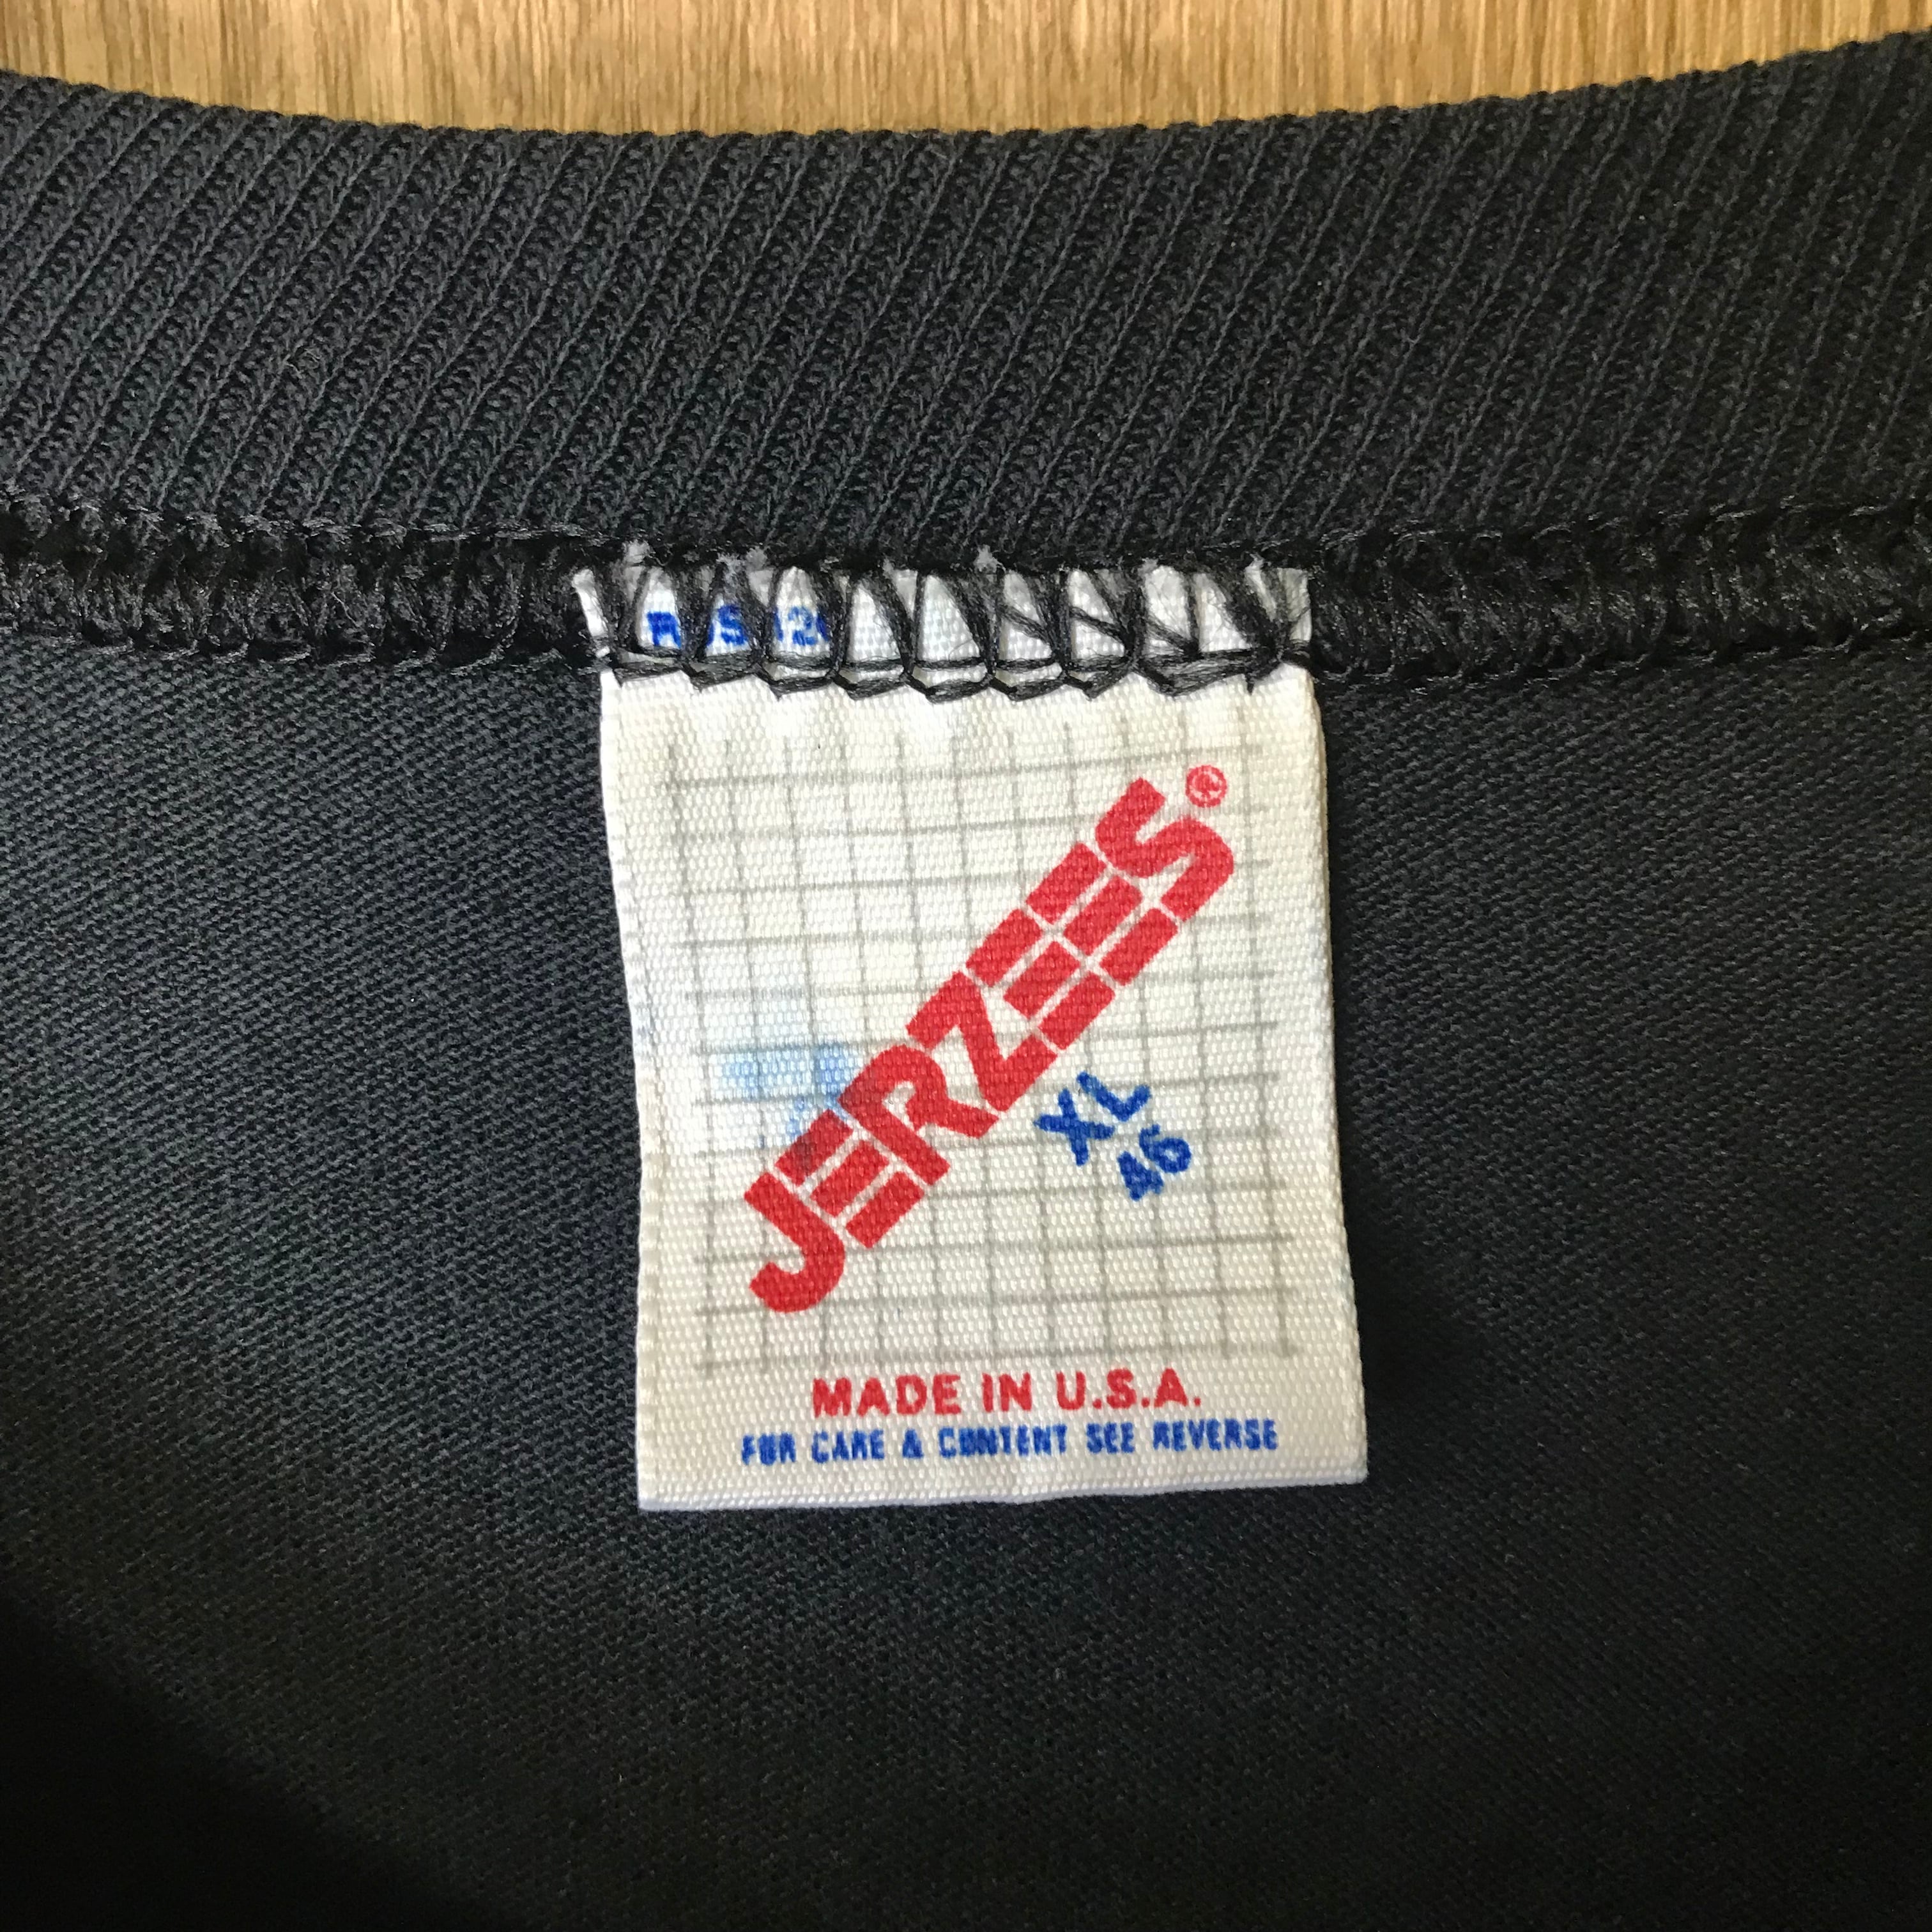 JERZEES®
XL
46
MADE IN U.S.A.
FOR CARE & CONTENT SEE REVERSE